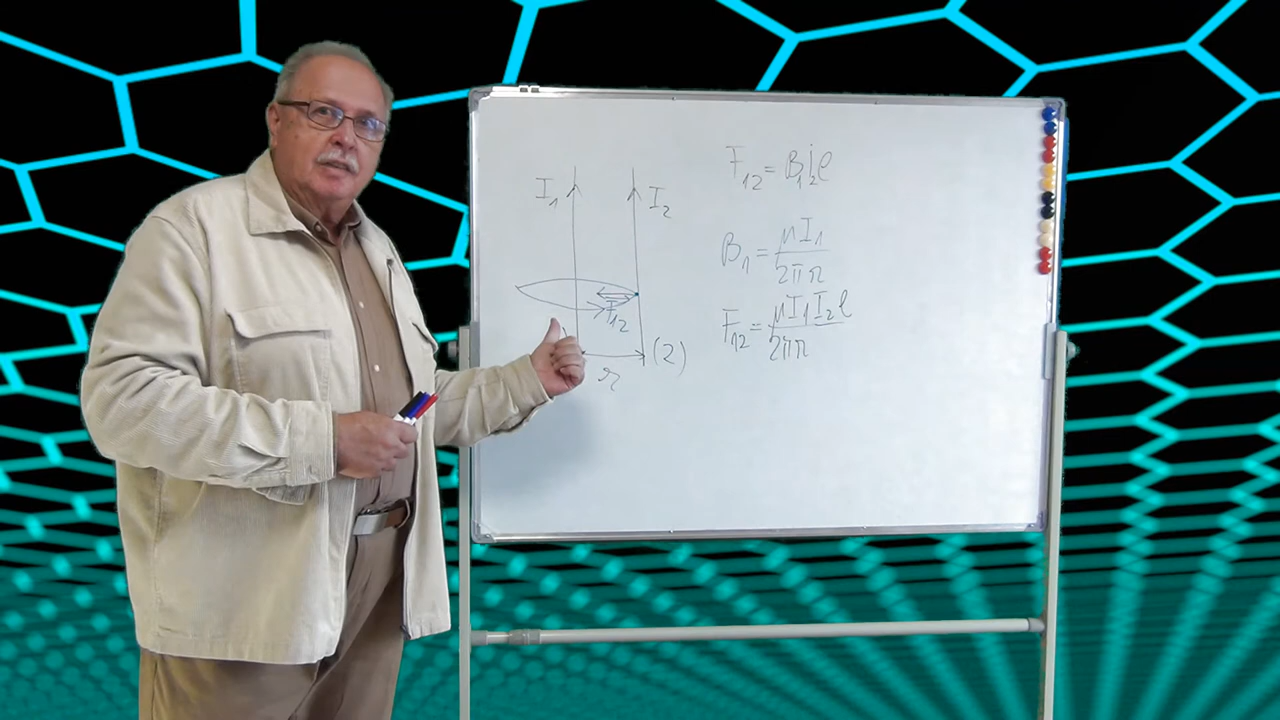 I₁
I₂
F₁₂
(2)
r
F₁₂ = B₁i₂l
B₁ = μI₁ / 2πr
F₁₂ = μI₁I₂l / 2πr